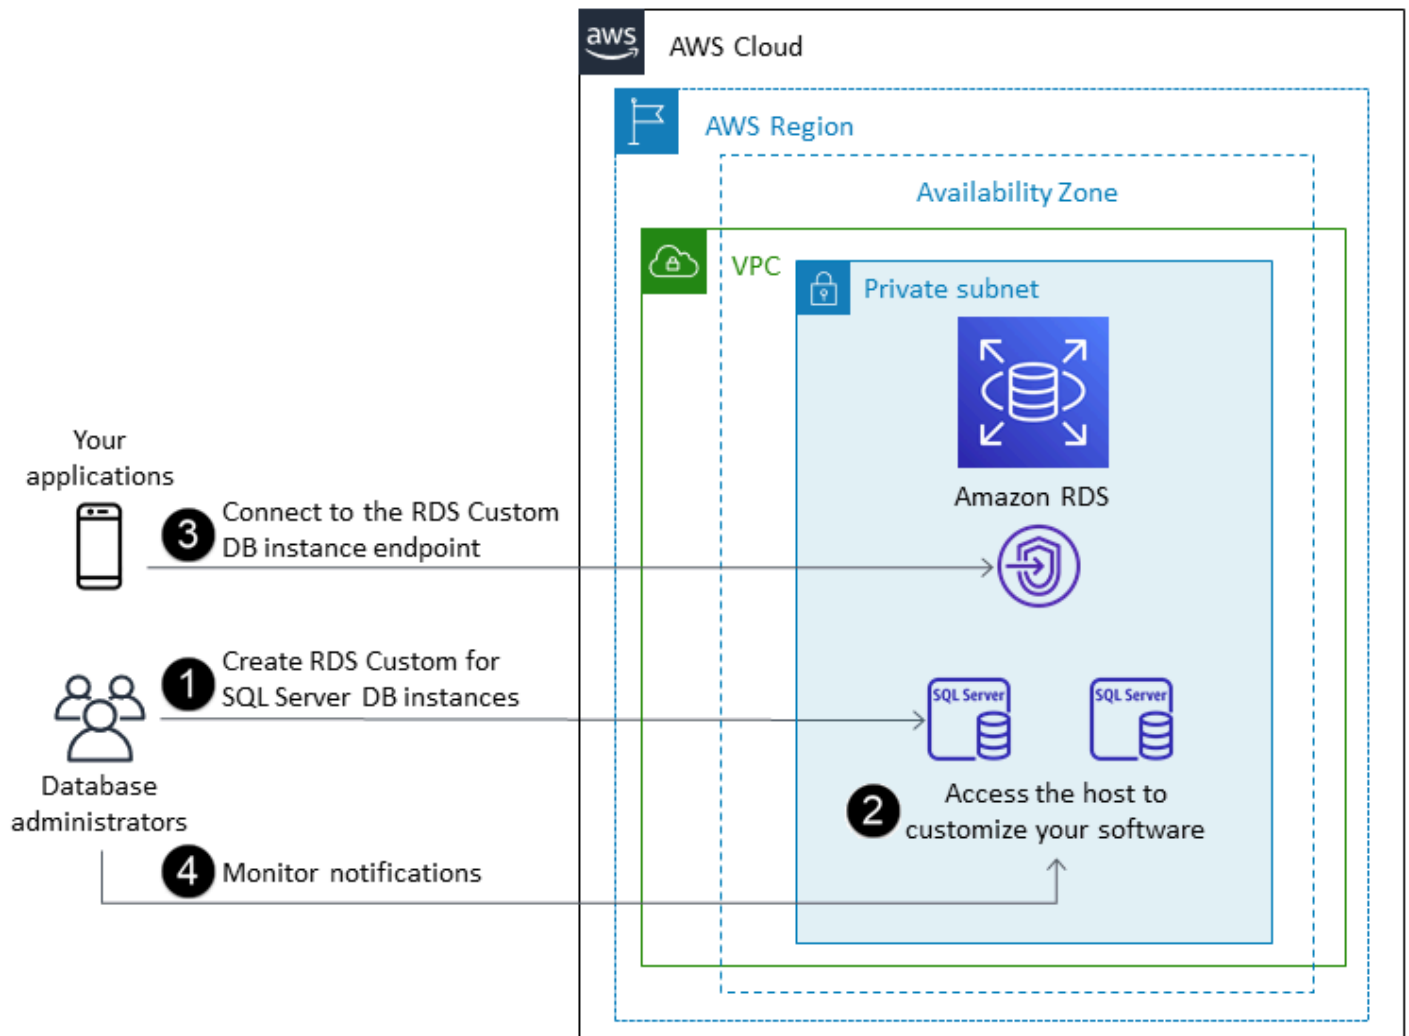 aws
AWS Cloud
AWS Region
Availability Zone
VPC
Private subnet
Amazon RDS
Your
applications
3
Connect to the RDS Custom
DB instance endpoint
1
Create RDS Custom for
SQL Server DB instances
SQL Server
SQL Server
Database
administrators
2
Access the host to
customize your software
4
Monitor notifications